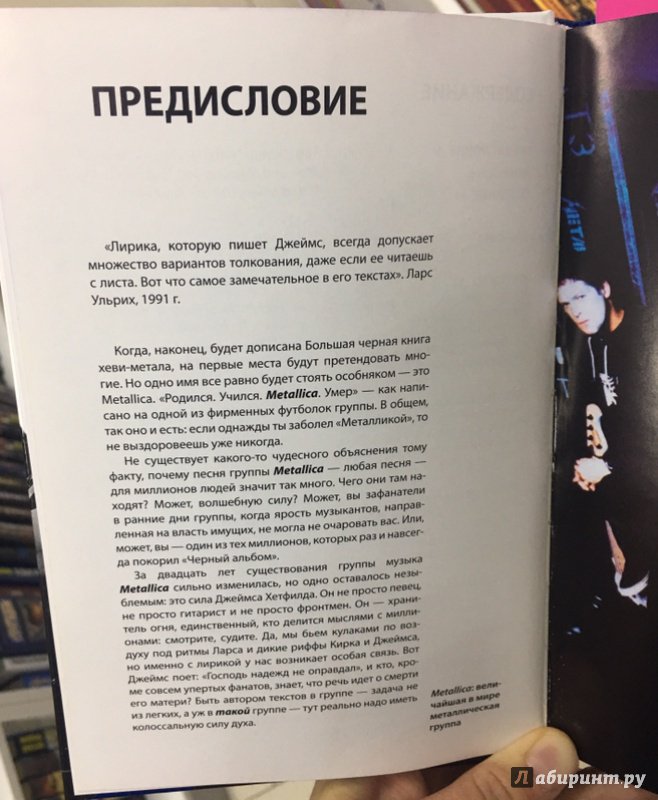 ПРЕДИСЛОВИЕ
«Лирика, которую пишет Джеймс, всегда допускает
множество вариантов толкования, даже если ее читаешь
с листа. Вот что самое замечательное в его текстах». Ларс
Ульрих, 1991 г.
Когда, наконец, будет дописана Большая черная книга
хеви-метала, на первые места будут претендовать мно-
гие. Но одно имя все равно будет стоять особняком — это
Metallica. «Родился. Учился. Metallica. Умер» — как напи-
сано на одной из фирменных футболок группы. В общем,
так оно и есть: если однажды ты заболел «Металликой», то
не выздоровеешь уже никогда.
Не существует какого-то чудесного объяснения тому
факту, почему песня группы Metallica — любая песня —
для миллионов людей значит так много. Чего они там на-
ходят? Может, волшебную силу? Может, вы зафанатели
в ранние дни группы, когда ярость музыкантов, направ-
ленная на власть имущих, не могла не очаровать вас. Или,
может, вы — один из тех миллионов, которых раз и навсег-
да покорил «Черный альбом».
За двадцать лет существования группы музыка
Metallica сильно изменилась, но одно оставалось незы-
блемым: это сила Джеймса Хетфилда. Он не просто певец,
не просто гитарист и не просто фронтмен. Он — храни-
тель огня, единственный, кто делится мыслями с милли-
онами: смотрите, судите. Да, мы бьем кулаками по воз-
духу под ритмы Ларса и дикие риффы Кирка и Джеймса,
но именно с лирикой у нас возникает особая связь. Вот
Джеймс поет: «Господь надежд не оправдал», и кто, кро-
ме совсем упертых фанатов, знает, что речь идет о смерти
его матери? Быть автором текстов в группе — задача не
из легких, а уж в такой группе — тут реально надо иметь
колоссальную силу духа.
Metallica: вели-
чайшая в мире
металлическая
группа
Лабиринт.ру